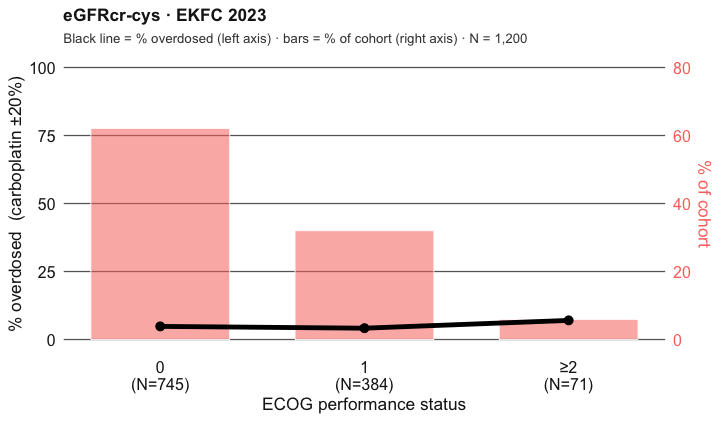 eGFRcr-cys · EKFC 2023
Black line = % overdosed (left axis) · bars = % of cohort (right axis) · N = 1,200
% overdosed  (carboplatin ±20%)
100
75
50
25
0
80
60
40
20
0
% of cohort
0
(N=745)
1
(N=384)
≥2
(N=71)
ECOG performance status